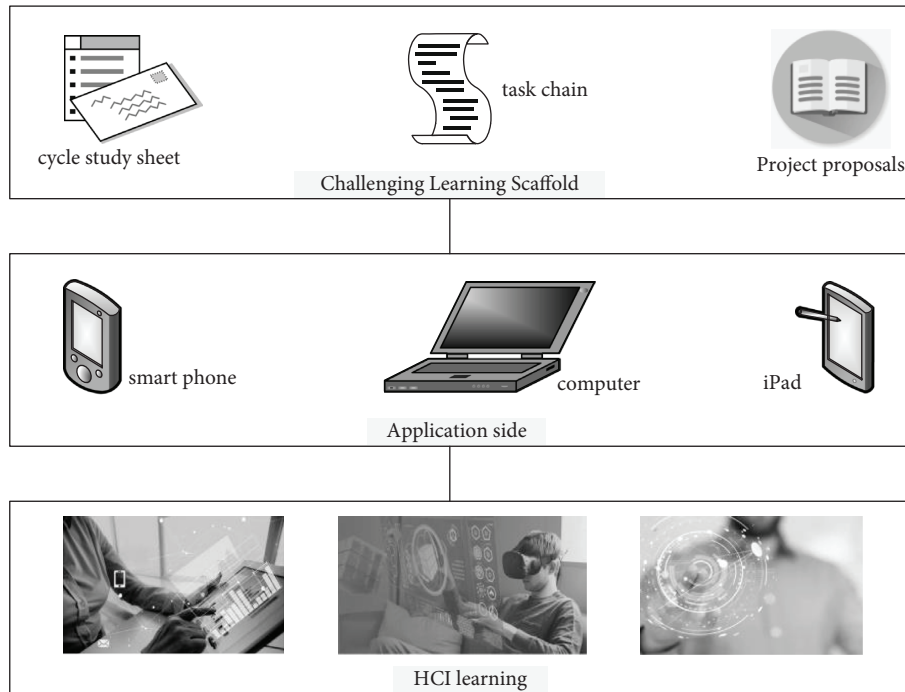 cycle study sheet
task chain
Project proposals
Challenging Learning Scaffold
smart phone
computer
iPad
Application side
HCI learning